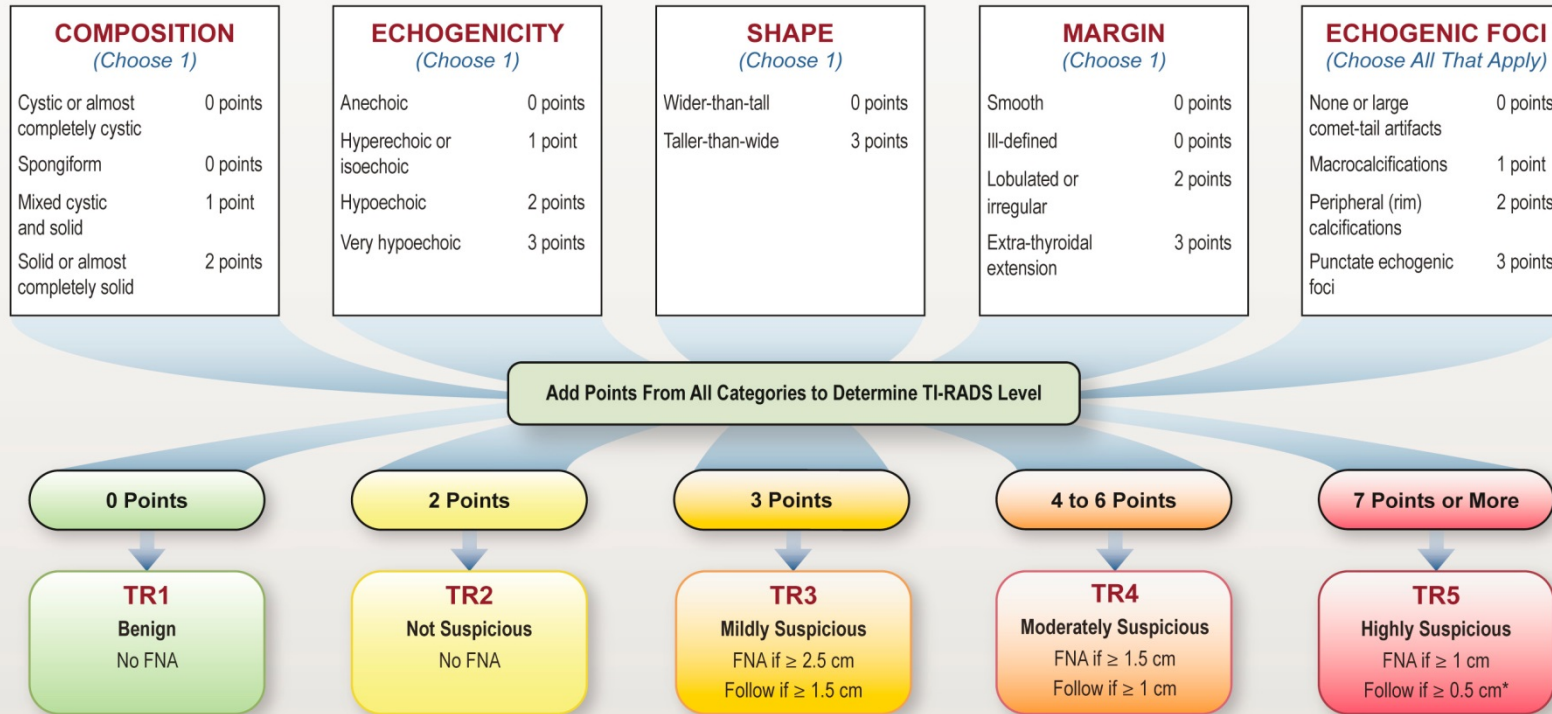 COMPOSITION
(Choose 1)
Cystic or almost 0 points
completely cystic
Spongiform 0 points
Mixed cystic 1 point
and solid
Solid or almost 2 points
completely solid
ECHOGENICITY
(Choose 1)
Anechoic 0 points
Hyperechoic or 1 point
isoechoic
Hypoechoic 2 points
Very hypoechoic 3 points
SHAPE
(Choose 1)
Wider-than-tall 0 points
Taller-than-wide 3 points
MARGIN
(Choose 1)
Smooth 0 points
Ill-defined 0 points
Lobulated or 2 points
irregular
Extra-thyroidal 3 points
extension
ECHOGENIC FOCI
(Choose All That Apply)
None or large 0 points
comet-tail artifacts
Macrocalcifications 1 point
Peripheral (rim) 2 points
calcifications
Punctate echogenic 3 points
foci
Add Points From All Categories to Determine TI-RADS Level
0 Points
2 Points
3 Points
4 to 6 Points
7 Points or More
TR1
Benign
No FNA
TR2
Not Suspicious
No FNA
TR3
Mildly Suspicious
FNA if ≥ 2.5 cm
Follow if ≥ 1.5 cm
TR4
Moderately Suspicious
FNA if ≥ 1.5 cm
Follow if ≥ 1 cm
TR5
Highly Suspicious
FNA if ≥ 1 cm
Follow if ≥ 0.5 cm*